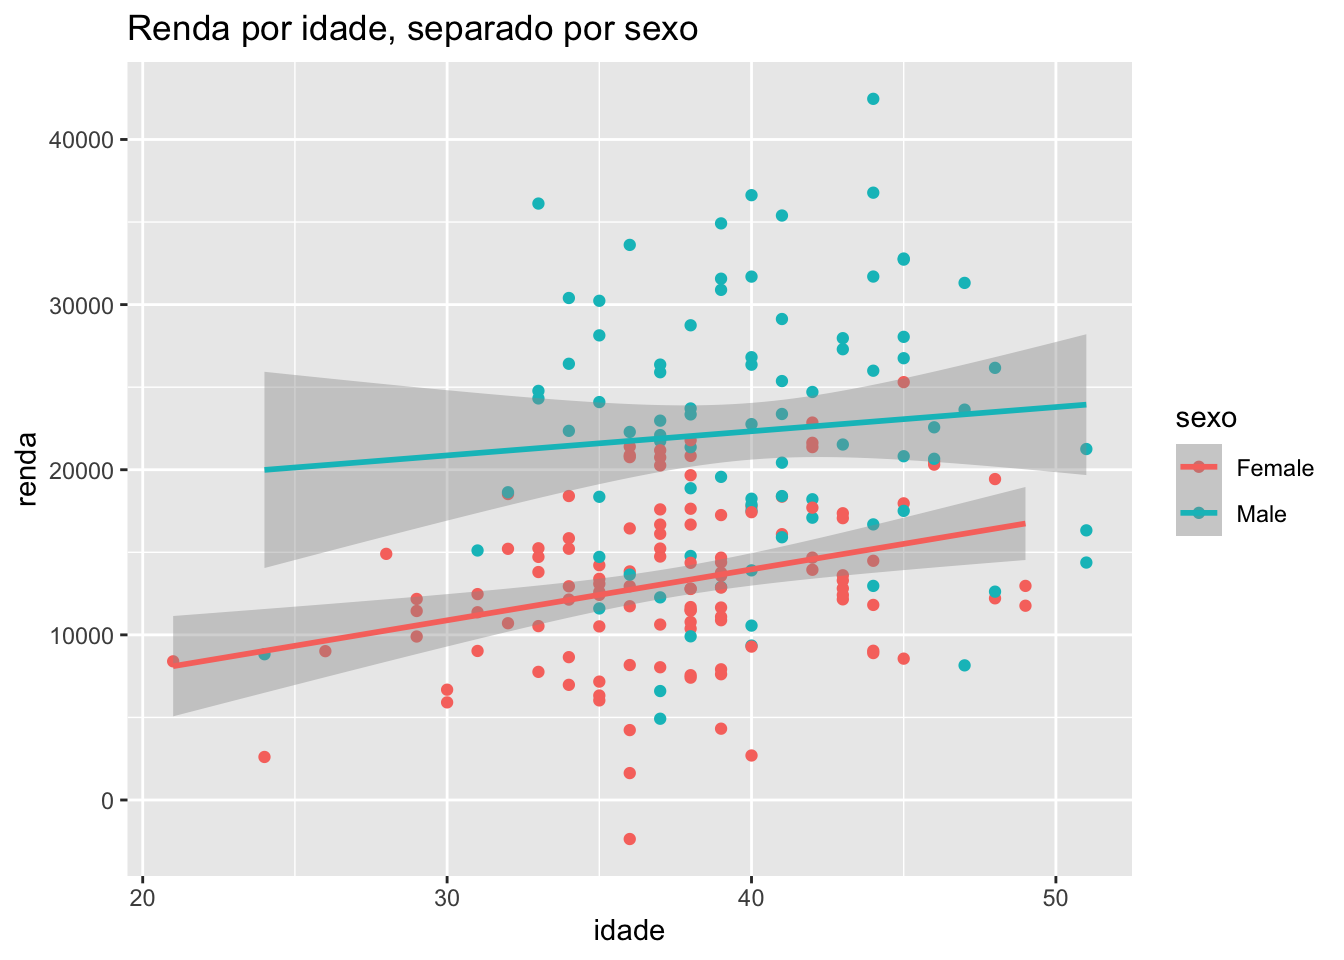 Renda por idade, separado por sexo
40000
30000
20000
10000
0
renda
20 30 40 50
idade
sexo
Female
Male